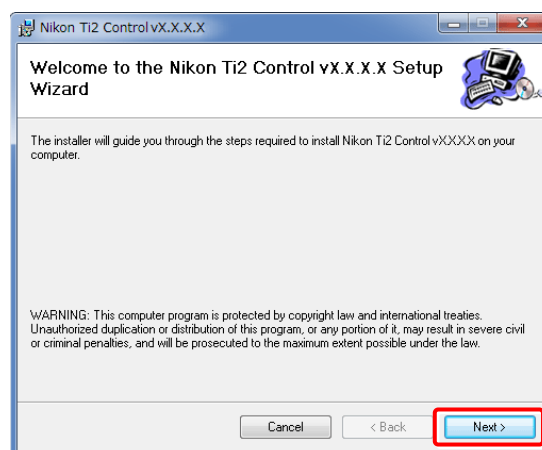 Nikon Ti2 Control vX.X.X.X
Welcome to the Nikon Ti2 Control vX.X.X.X Setup
Wizard
The installer will guide you through the steps required to install Nikon Ti2 Control vX.X.X.X on your
computer.
WARNING: This computer program is protected by copyright law and international treaties.
Unauthorized duplication or distribution of this program, or any portion of it, may result in severe civil
or criminal penalties, and will be prosecuted to the maximum extent possible under the law.
Cancel
< Back
Next >